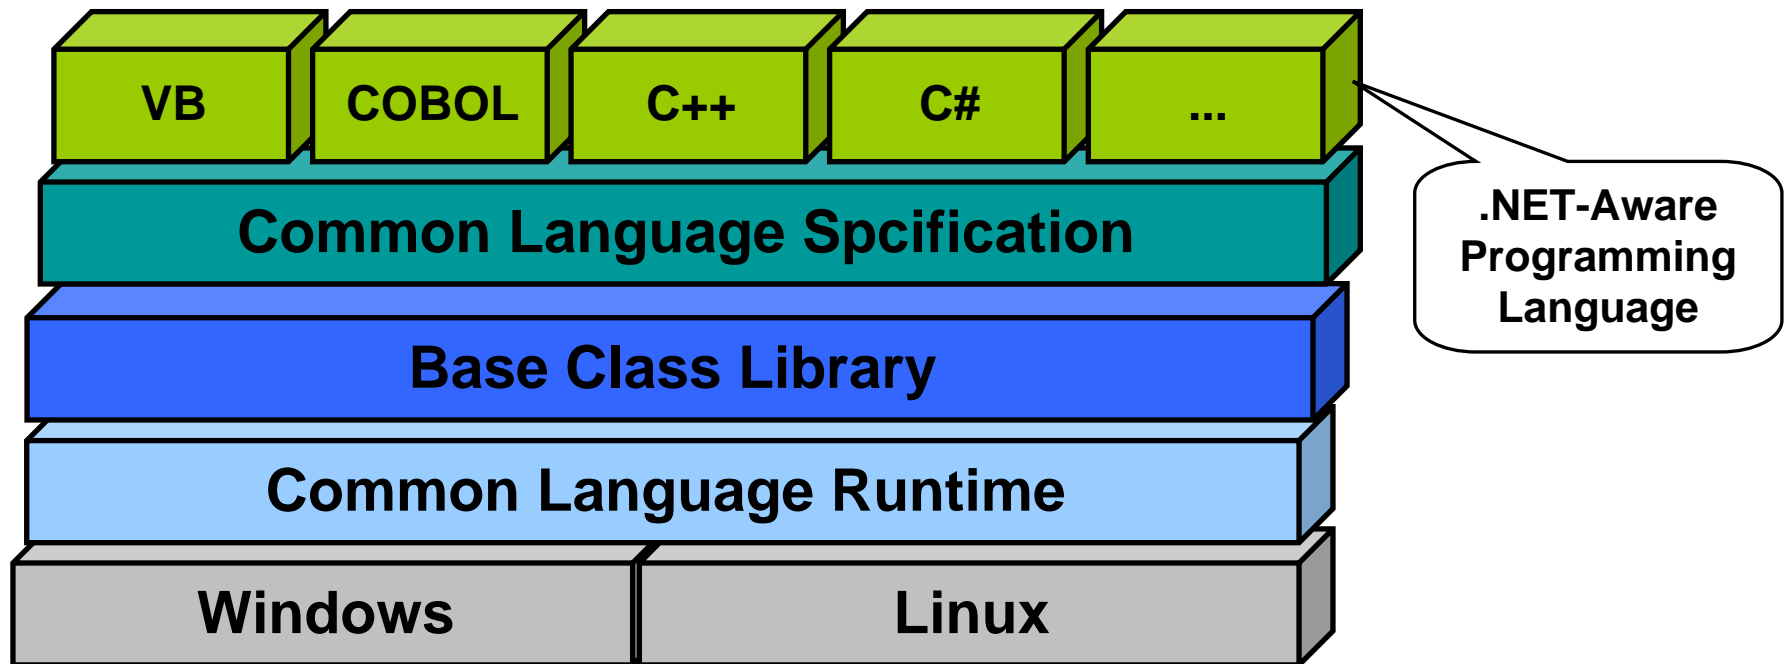 VB
COBOL
C++
C#
...
Common Language Spcification
.NET-Aware
Programming
Language
Base Class Library
Common Language Runtime
Windows
Linux